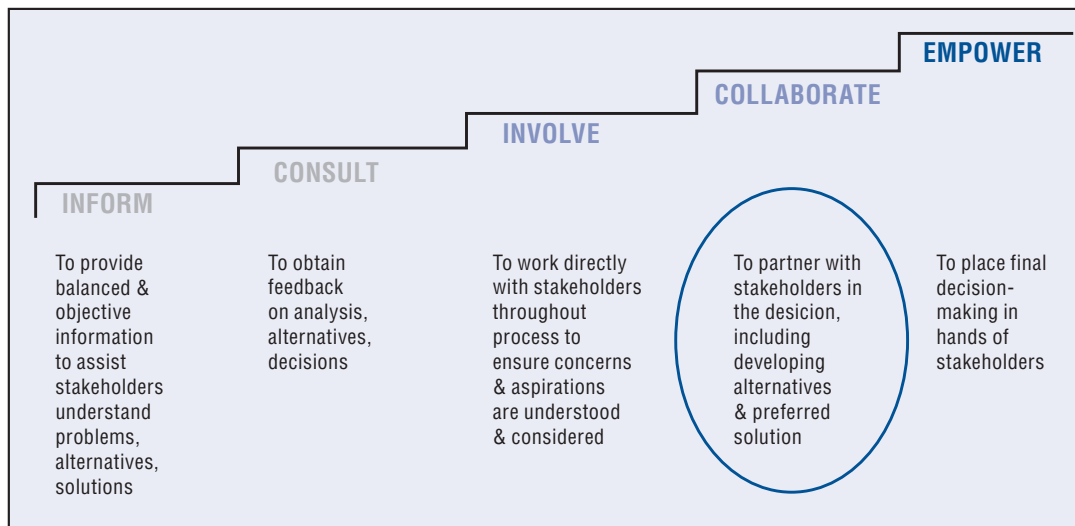 INFORM
To provide
balanced &
objective
information
to assist
stakeholders
understand
problems,
alternatives,
solutions
CONSULT
To obtain
feedback
on analysis,
alternatives,
decisions
INVOLVE
To work directly
with stakeholders
throughout
process to
ensure concerns
& aspirations
are understood
& considered
COLLABORATE
To partner with
stakeholders in
the desicion,
including
developing
alternatives
& preferred
solution
EMPOWER
To place final
decision-
making in
hands of
stakeholders